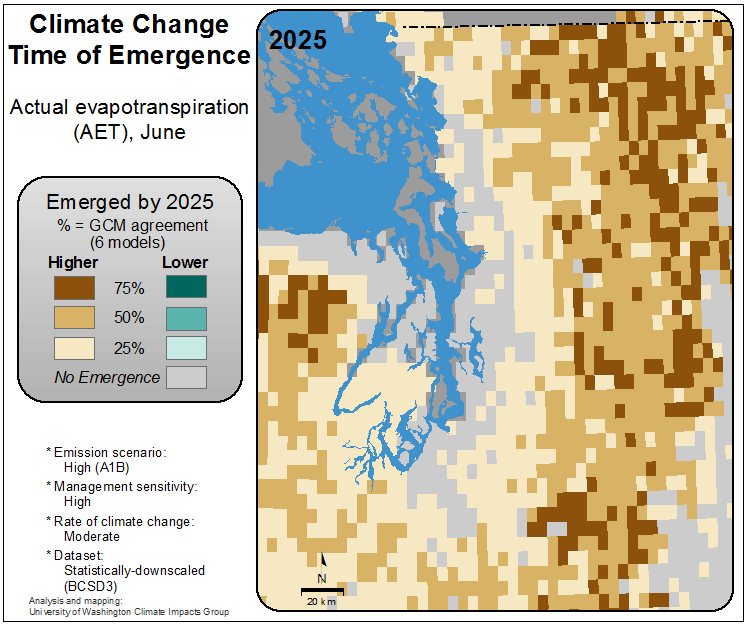 Climate Change
Time of Emergence
Actual evapotranspiration
(AET), June
2025
Emerged by 2025
% = GCM agreement
(6 models)
Higher Lower
75%
50%
25%
No Emergence
* Emission scenario:
High (A1B)
* Management sensitivity:
High
* Rate of climate change:
Moderate
* Dataset:
Statistically-downscaled
(BCSD3)
Analysis and mapping:
University of Washington Climate Impacts Group
N
20 km